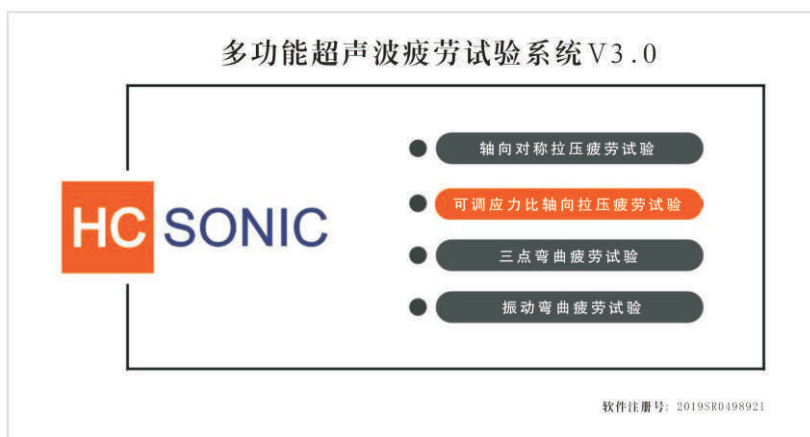 多功能超声波疲劳试验系统V3.0
轴向对称拉压疲劳试验
可调应力比轴向拉压疲劳试验
HC SONIC
三点弯曲疲劳试验
振动弯曲疲劳试验
软件注册号: 2019SR0498921